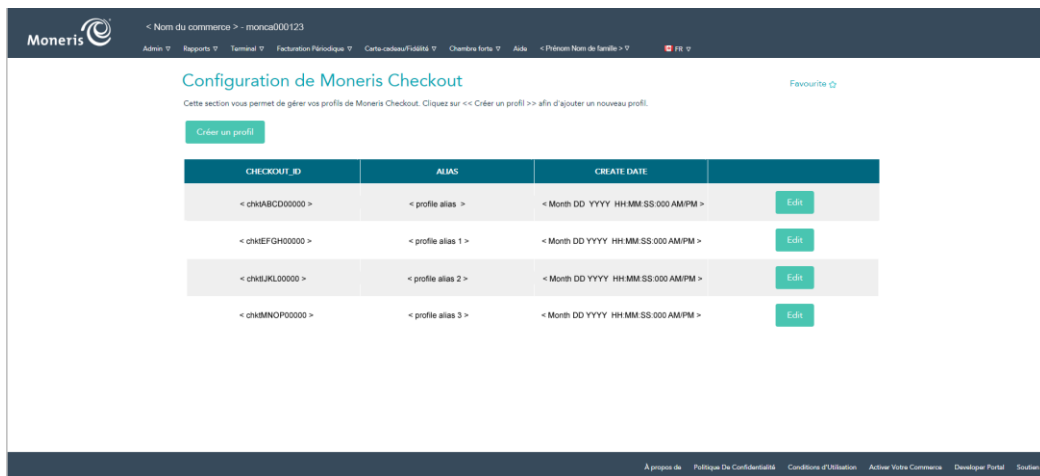 Moneris
< Nom du commerce > - monca000123
Admin Rapports Terminal Facturation Périodique Carte-cadeau/Fidélité Chambre forte Aide < Prénom Nom de famille > FR
Configuration de Moneris Checkout
Favourite
Cette section vous permet de gérer vos profils de Moneris Checkout. Cliquez sur << Créer un profil >> afin d'ajouter un nouveau profil.
Créer un profil
CHECKOUT_ID ALIAS CREATE DATE
< chktABCD00000 > < profile alias > < Month DD YYYY HH:MM:SS:000 AM/PM > Edit
< chktEFGH00000 > < profile alias 1 > < Month DD YYYY HH:MM:SS:000 AM/PM > Edit
< chktIJKL00000 > < profile alias 2 > < Month DD YYYY HH:MM:SS:000 AM/PM > Edit
< chktMNOP00000 > < profile alias 3 > < Month DD YYYY HH:MM:SS:000 AM/PM > Edit
À propos de Politique De Confidentialité Conditions d'Utilisation Activer Votre Commerce Developer Portal Soutien